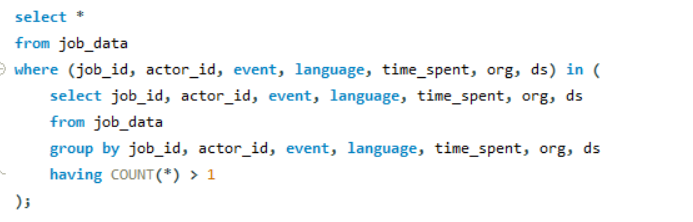 select *
from job_data
where (job_id, actor_id, event, language, time_spent, org, ds) in (
select job_id, actor_id, event, language, time_spent, org, ds
from job_data
group by job_id, actor_id, event, language, time_spent, org, ds
having COUNT(*) > 1
);